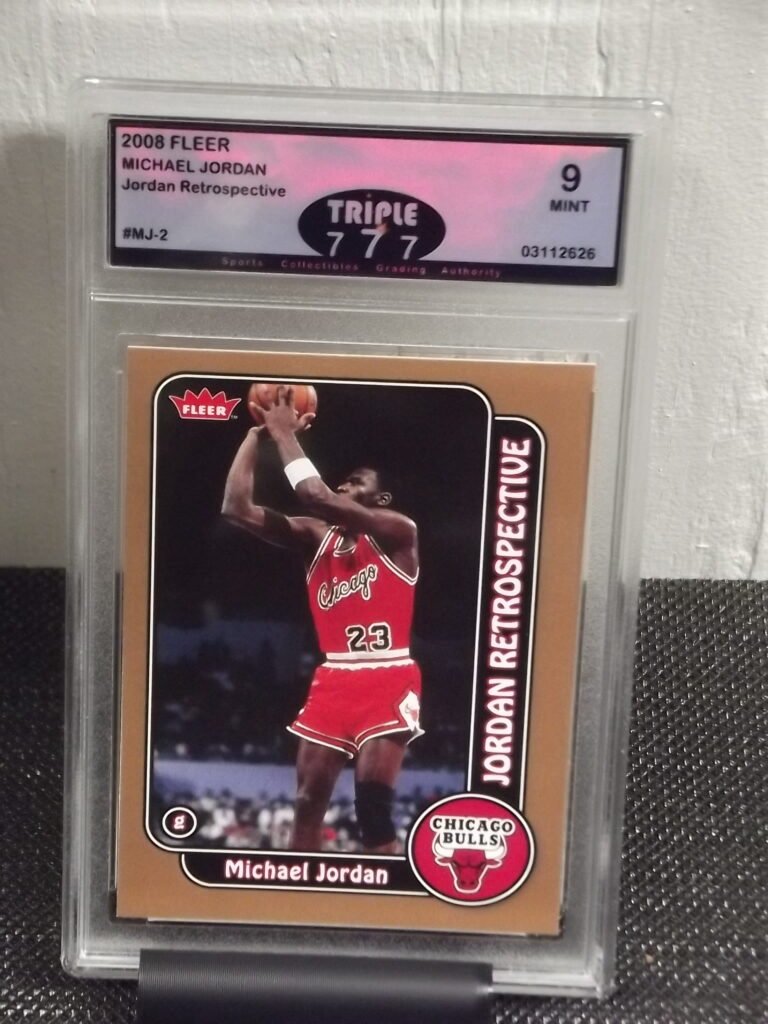 2008 FLEER
MICHAEL JORDAN
Jordan Retrospective
#MJ-2
TRIPLE
777
Sports Collectibles Grading Authority
9
MINT
03112626
FLEER
Chicago
23
JORDAN RETROSPECTIVE
g
Michael Jordan
CHICAGO
BULLS